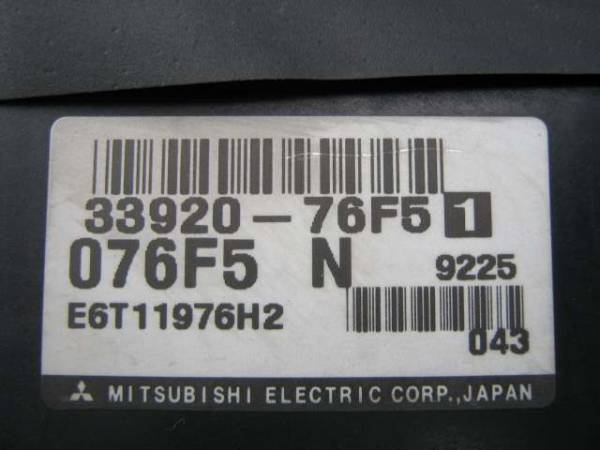 33920-76F5 1
076F5 N 9225
E6T11976H2
043
MITSUBISHI ELECTRIC CORP.,JAPAN